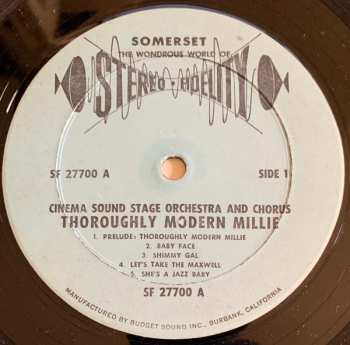 SOMERSET
THE WONDROUS WORLD OF
STEREO-FIDELITY
SF 27700 A
SIDE 1
CINEMA SOUND STAGE ORCHESTRA AND CHORUS
THOROUGHLY MODERN MILLIE
1. PRELUDE: THOROUGHLY MODERN MILLIE
2. BABY FACE
3. SHIMMY GAL
4. LET'S TAKE THE MAXWELL
5. SHE'S A JAZZ BABY
SF 27700 A
MANUFACTURED BY BUDGET SOUND INC., BURBANK, CALIFORNIA